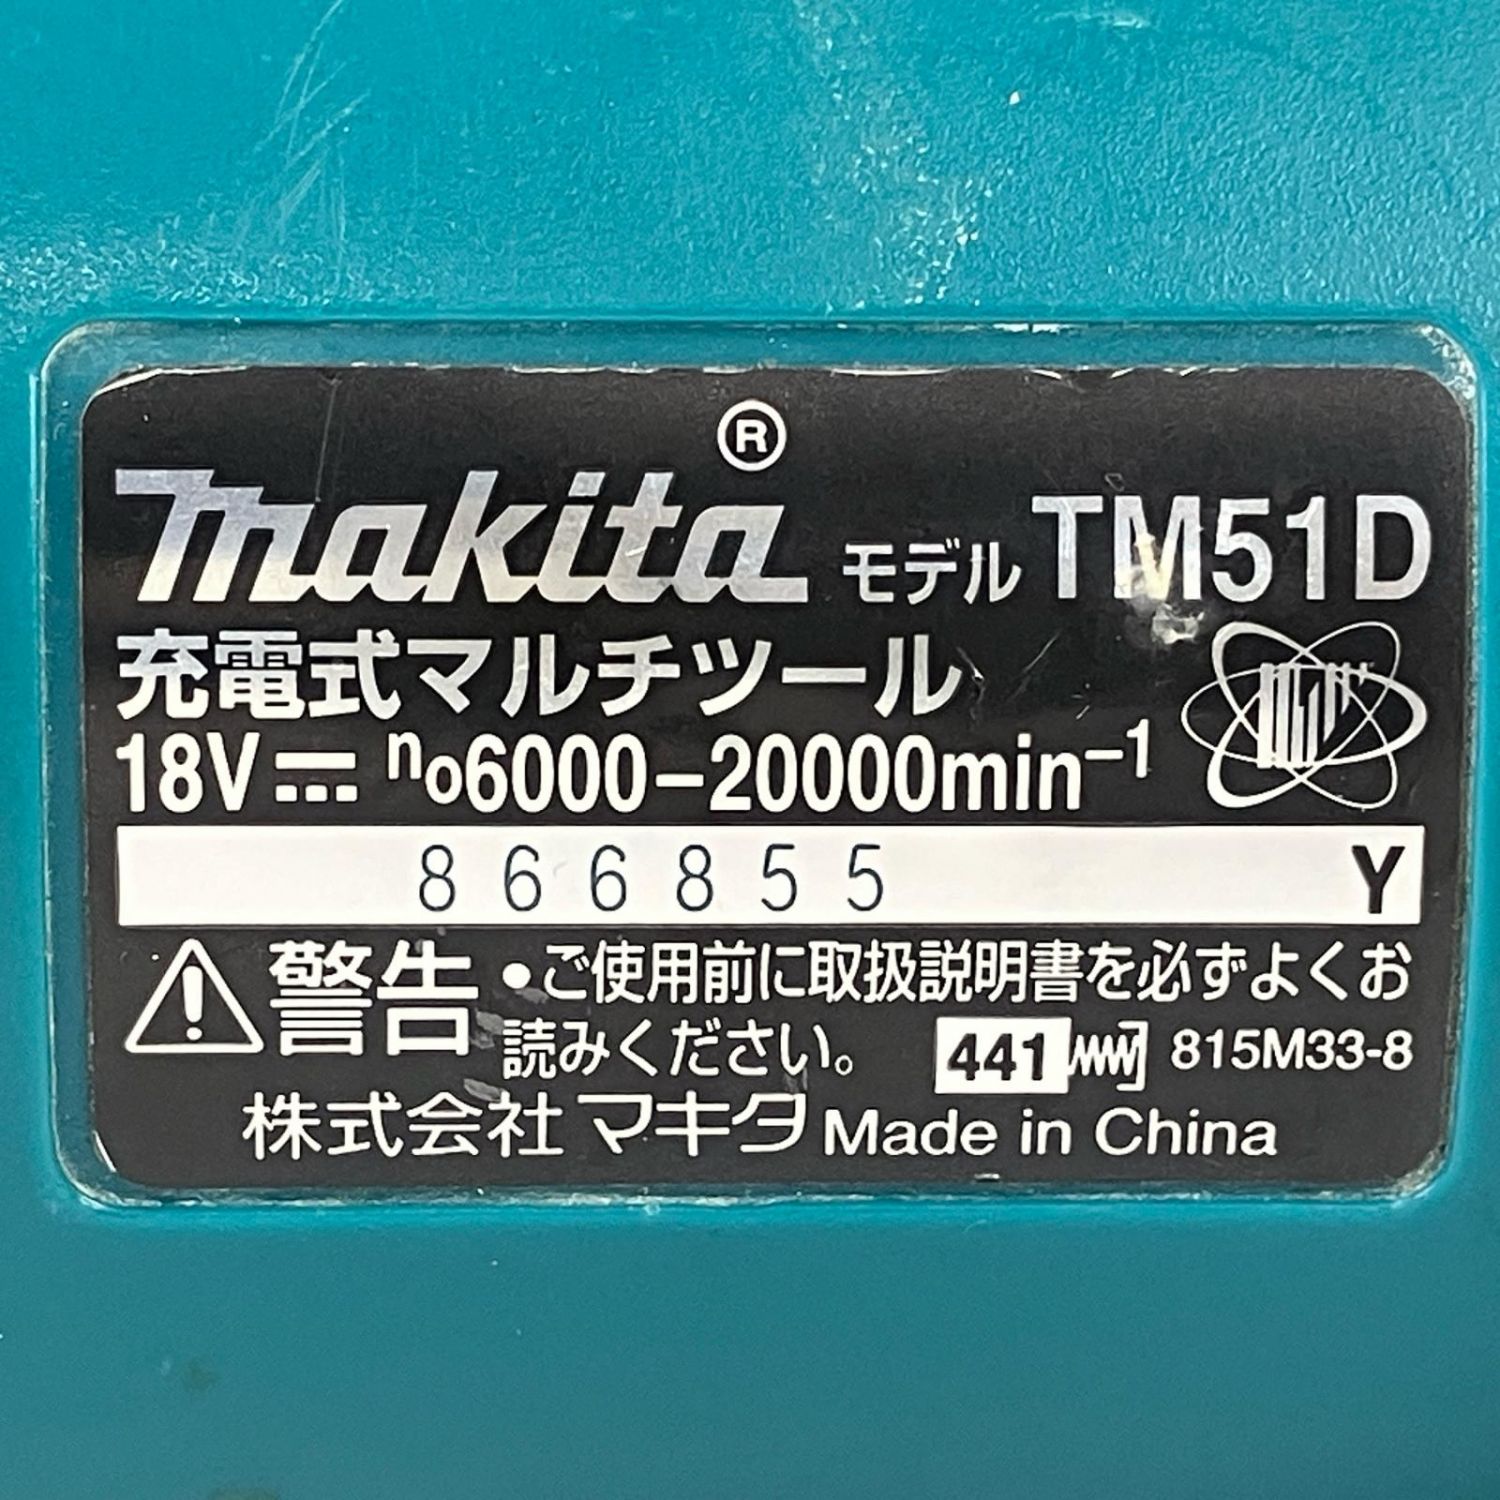 makita® モデル TM51D
充電式マルチツール
18V⎓ no6000-20000min-1
866855 Y
⚠警告 ●ご使用前に取扱説明書を必ずよくお
読みください。 441 815M33-8
株式会社マキタ Made in China